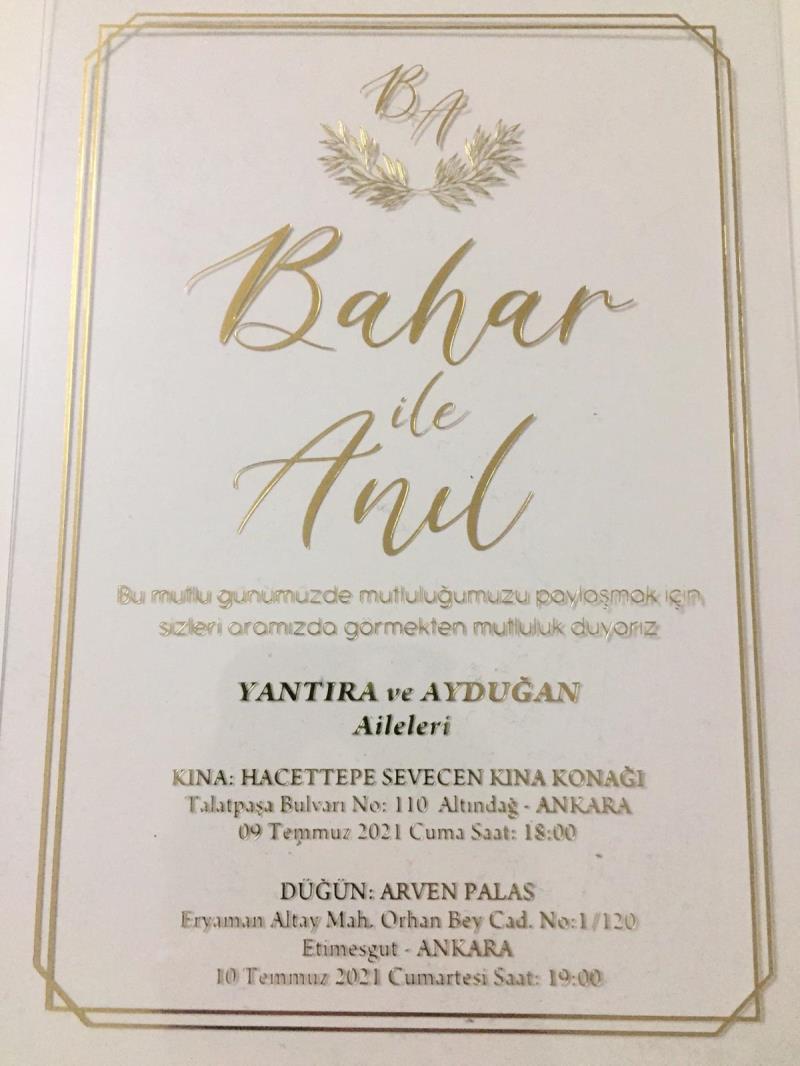 BA
Bahar
ile
Anıl
Bu mutlu günümüzde mutluluğumuzu paylaşmak için,
sizleri aramızda görmekten mutluluk duyarız
YANTIRA ve AYDUĞAN
Aileleri
KINA: HACETTEPE SEVECEN KINA KONAĞI
Talatpaşa Bulvarı No: 110 Altındağ - ANKARA
09 Temmuz 2021 Cuma Saat: 18:00
DÜĞÜN: ARVEN PALAS
Eryaman Altay Mah. Orhan Bey Cad. No:1/120
Etimesgut - ANKARA
10 Temmuz 2021 Cumartesi Saat: 19:00